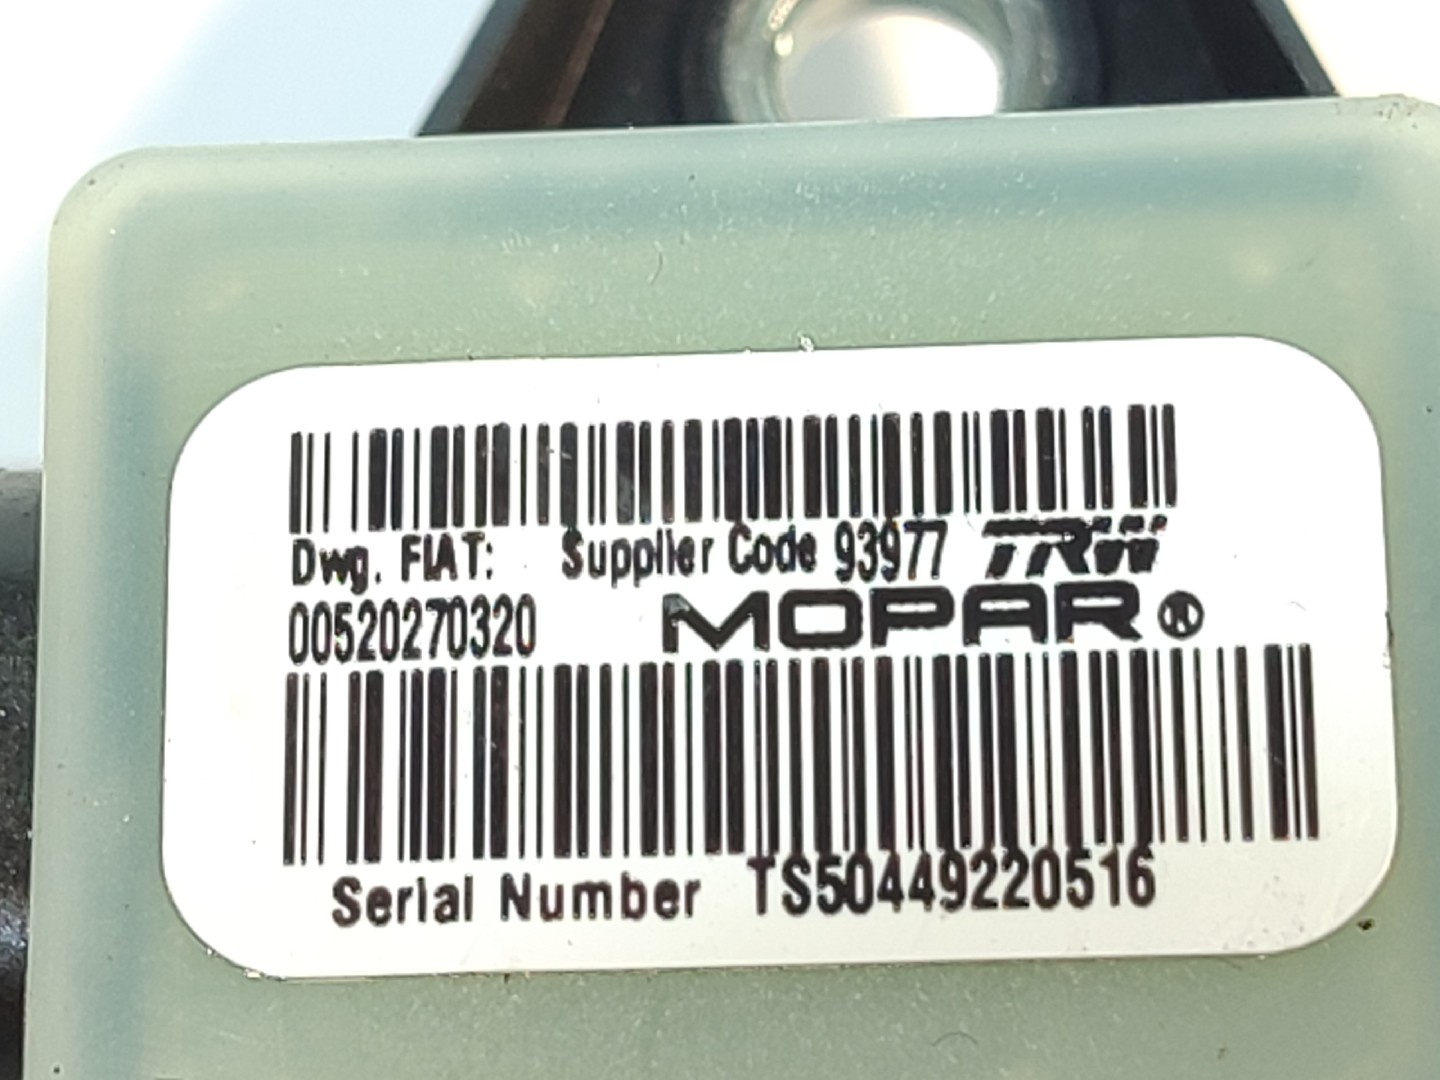 Dwg. FIAT: Supplier Code 93977 TRW
00520270320 MOPAR®
Serial Number TS50449220516